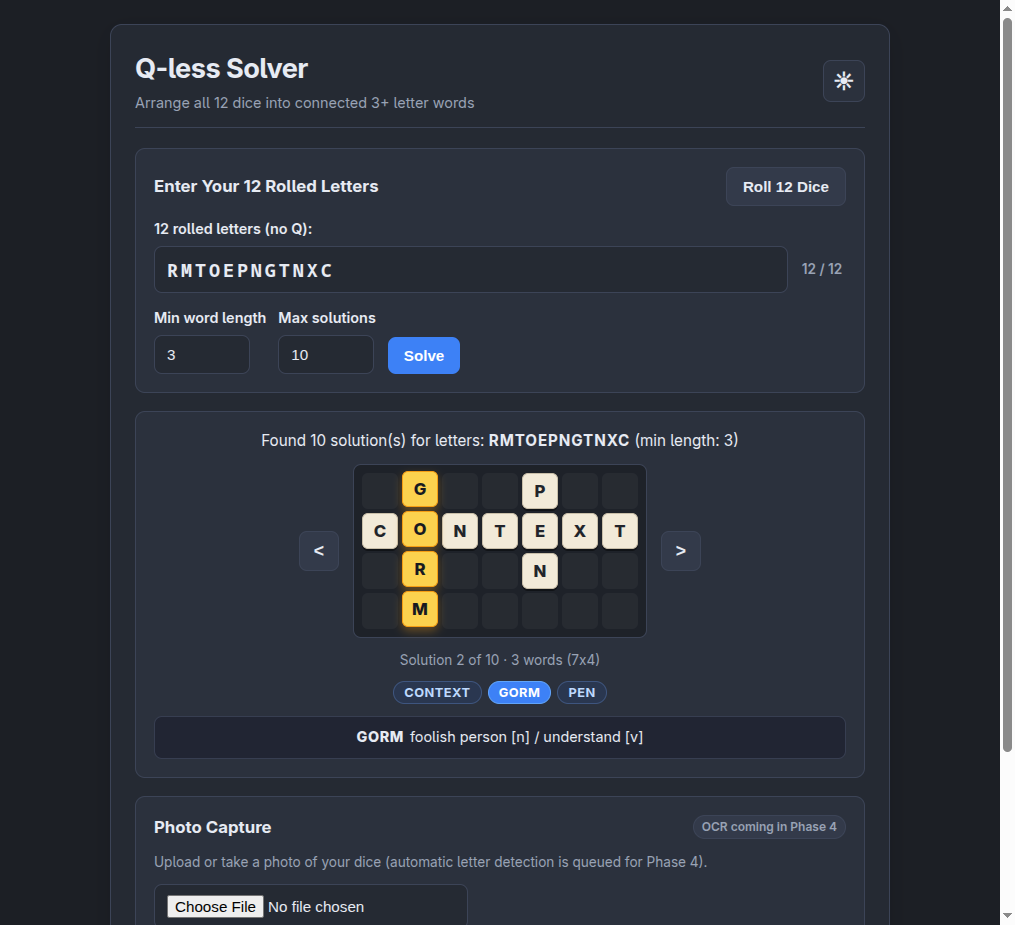 Q-less Solver
Arrange all 12 dice into connected 3+ letter words
Enter Your 12 Rolled Letters
Roll 12 Dice
12 rolled letters (no Q):
RMTOEPNGTNXC
12 / 12
Min word length Max solutions
3 10 Solve
Found 10 solution(s) for letters: RMTOEPNGTNXC (min length: 3)
G P
C O N T E X T
< >
R N
M
Solution 2 of 10 · 3 words (7x4)
CONTEXT GORM PEN
GORM foolish person [n] / understand [v]
Photo Capture
OCR coming in Phase 4
Upload or take a photo of your dice (automatic letter detection is queued for Phase 4).
Choose File No file chosen